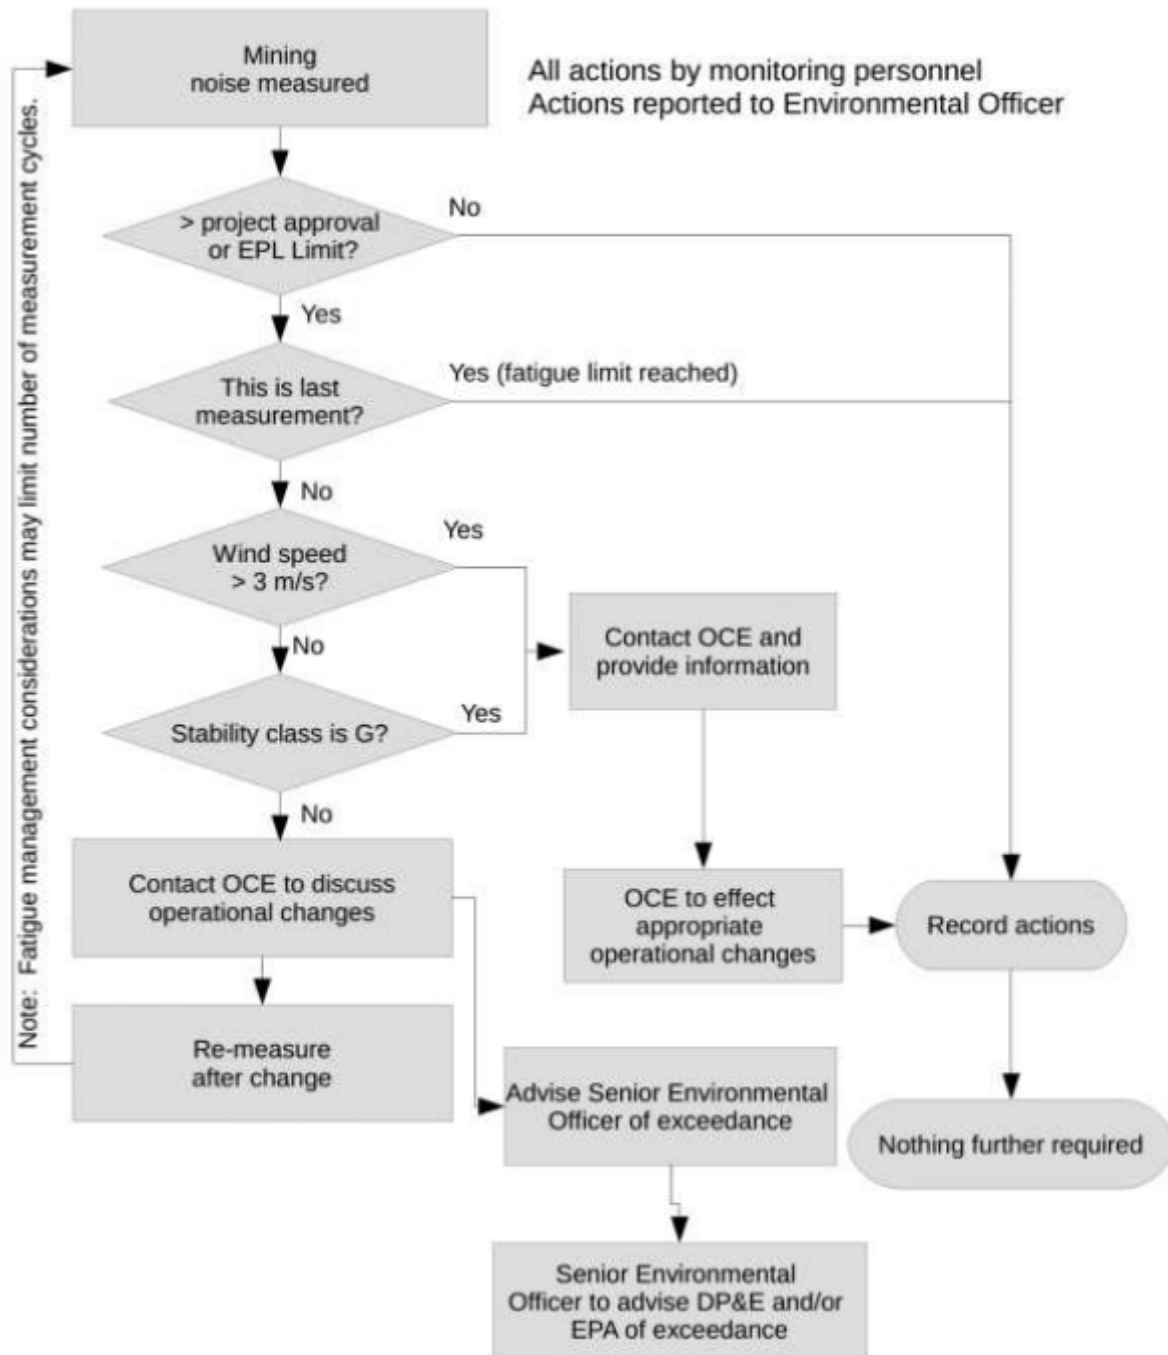 Mining
noise measured
All actions by monitoring personnel
Actions reported to Environmental Officer
> project approval
or EPL Limit?
No
Yes
This is last
measurement?
Yes (fatigue limit reached)
No
Wind speed
> 3 m/s?
Yes
No
Contact OCE and
provide information
Stability class is G?
Yes
No
Contact OCE to discuss
operational changes
OCE to effect
appropriate
operational changes
Record actions
Re-measure
after change
Advise Senior Environmental
Officer of exceedance
Nothing further required
Senior Environmental
Officer to advise DP&E and/or
EPA of exceedance
Note: Fatigue management considerations may limit number of measurement cycles.